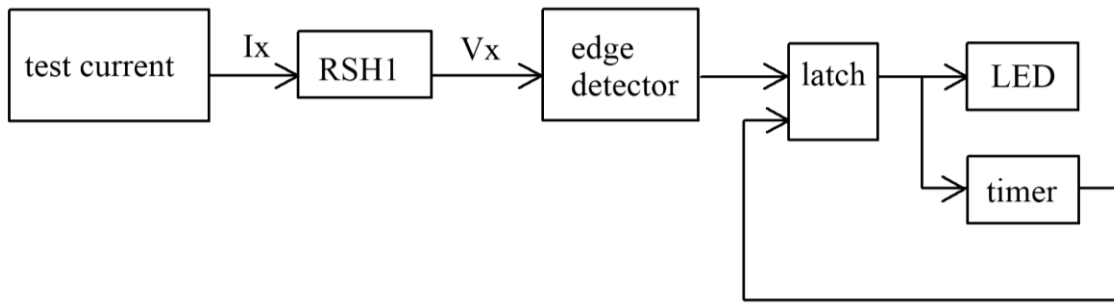 test current
Ix
RSH1
Vx
edge
detector
latch
LED
timer